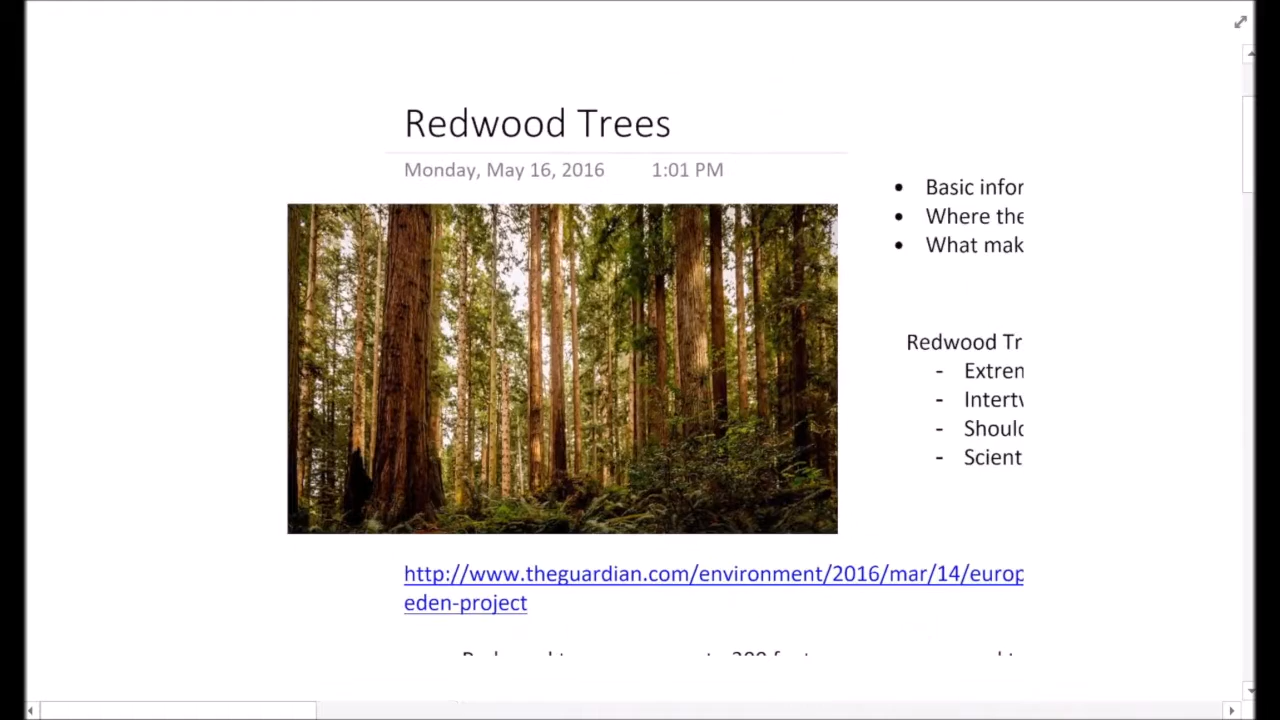 Redwood Trees
Monday, May 16, 2016 1:01 PM
• Basic infor
• Where the
• What mak
Redwood Tr
- Extren
- Intertv
- Should
- Scient
http://www.theguardian.com/environment/2016/mar/14/europ
eden-project